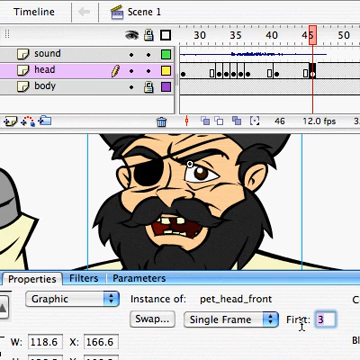 Timeline Scene 1
30 35 40 45 50
sound
head
body
46 12.0 fps 3.
Properties Filters Parameters
Graphic Instance of: pet_head_front
Swap... Single Frame First: 3
W: 118.6 X: 166.6